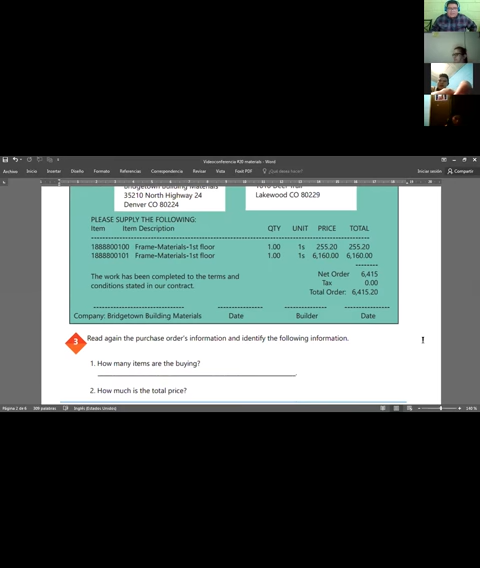 Videoconferencia #20 materials - Word
Iniciar sesión Compartir
Archivo Inicio Insertar Diseño Formato Referencias Correspondencia Revisar Vista Foxit PDF ¿Qué desea hacer?
Bridgetown Building Materials
35210 North Highway 24
Denver CO 80224
Lakewood CO 80229
PLEASE SUPPLY THE FOLLOWING:
Item Item Description QTY UNIT PRICE TOTAL
1888800100 Frame-Materials-1st floor 1.00 1s 255.20 255.20
1888800101 Frame-Materials-1st floor 1.00 1s 6,160.00 6,160.00
The work has been completed to the terms and
conditions stated in our contract.
Net Order 6,415
Tax 0.00
Total Order: 6,415.20
Company: Bridgetown Building Materials Date Builder Date
3 Read again the purchase order's information and identify the following information.
1. How many items are the buying?
2. How much is the total price?
Página 2 de 6 309 palabras Inglés (Estados Unidos) 148 %